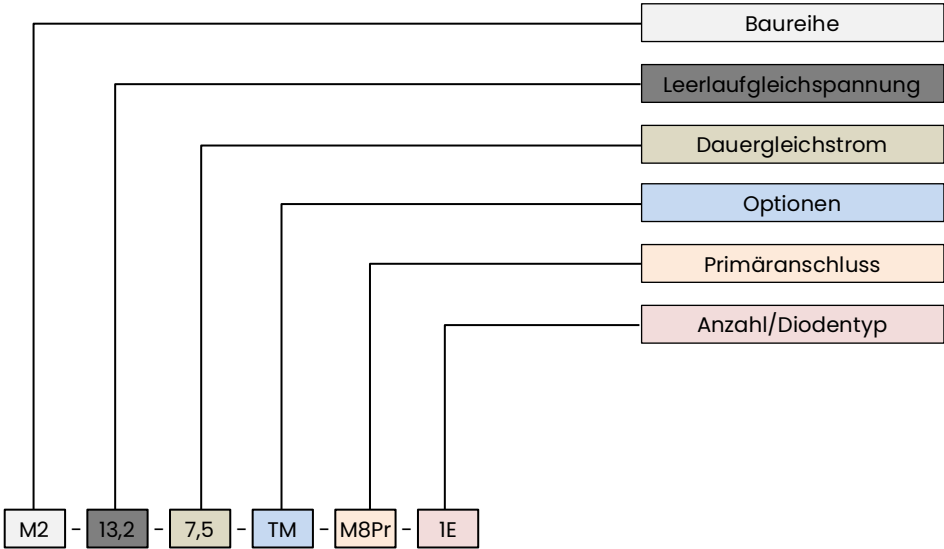 Baureihe
Leerlaufgleichspannung
Dauergleichstrom
Optionen
Primäranschluss
Anzahl/Diodentyp
M2 - 13,2 - 7,5 - TM - M8Pr - 1E